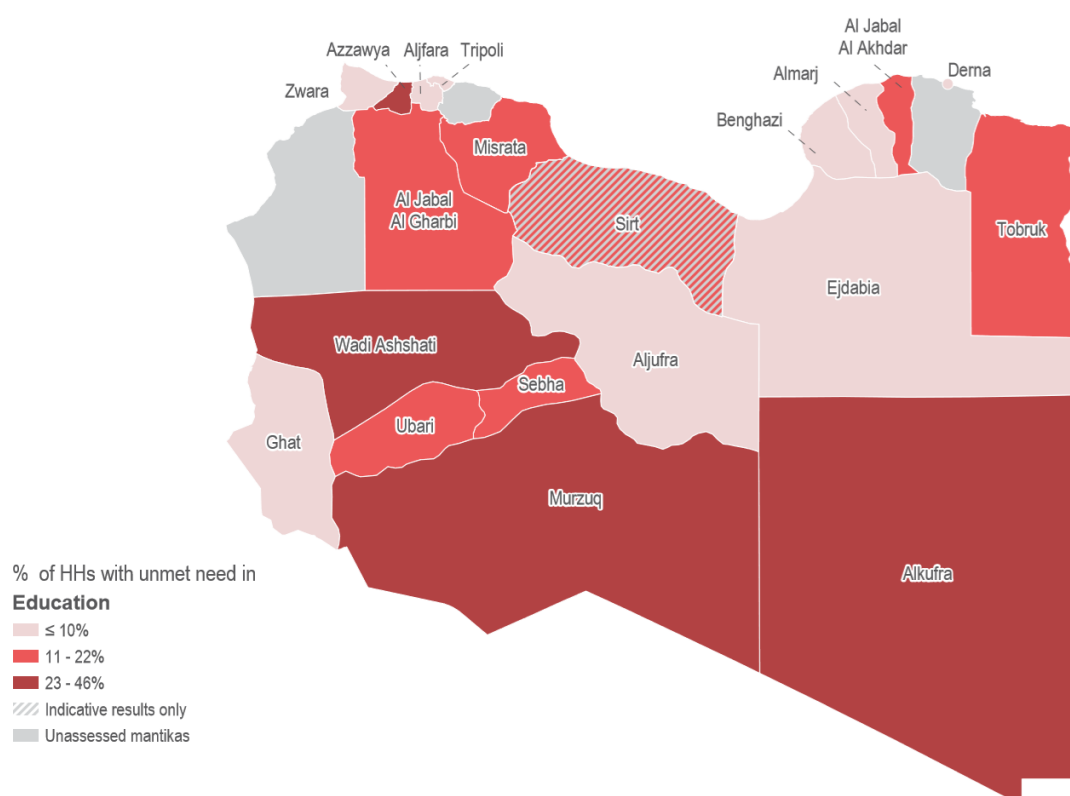 Al Jabal
Al Akhdar
Azzawya
Aljfara
Tripoli
Derna
Almarj
Zwara
Benghazi
Misrata
Al Jabal
Al Gharbi
Sirt
Tobruk
Ejdabia
Wadi Ashshati
Aljufra
Sebha
Ubari
Ghat
Murzuq
Alkufra
% of HHs with unmet need in
Education
≤ 10%
11 - 22%
23 - 46%
Indicative results only
Unassessed mantikas